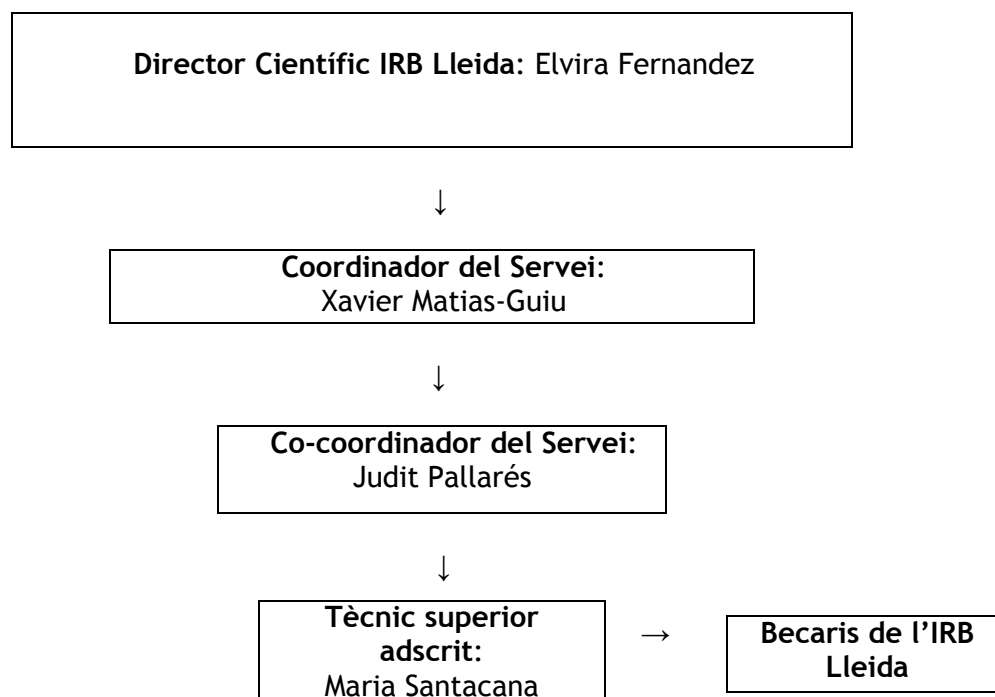 Director Científic IRB Lleida: Elvira Fernandez
↓
Coordinador del Servei:
Xavier Matias-Guiu
↓
Co-coordinador del Servei:
Judit Pallarés
↓
Tècnic superior
adscrit:
Maria Santacana
→
Becaris de l’IRB
Lleida